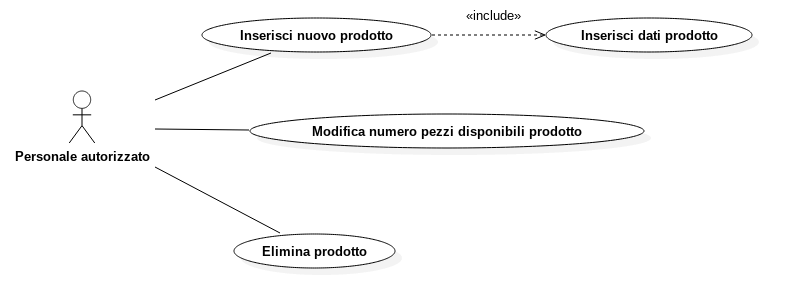 «include»
Inserisci nuovo prodotto
Inserisci dati prodotto
Modifica numero pezzi disponibili prodotto
Personale autorizzato
Elimina prodotto